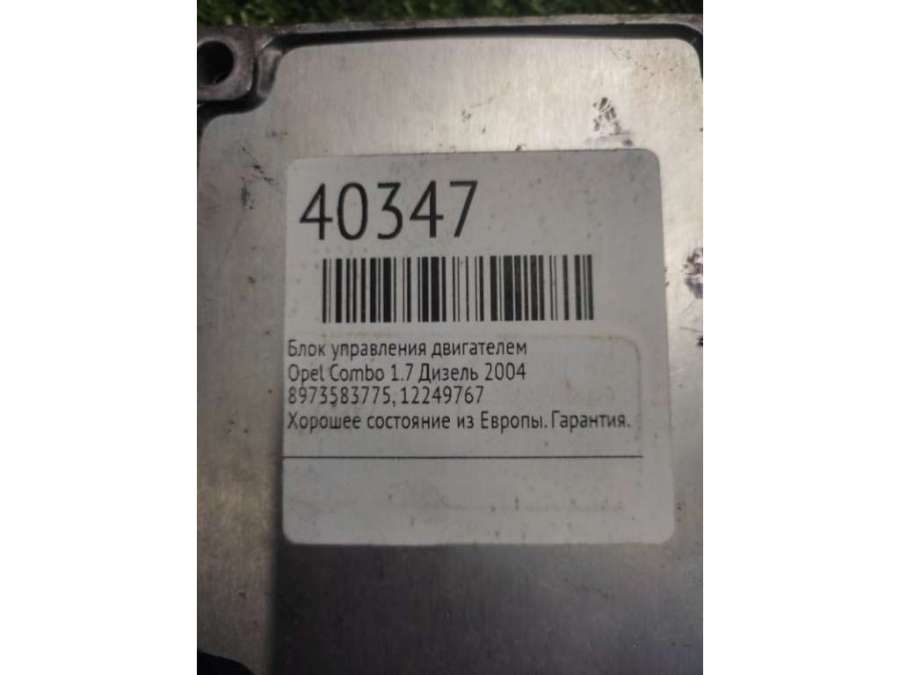 40347
Блок управления двигателем
Opel Combo 1.7 Дизель 2004
8973583775, 12249767
Хорошее состояние из Европы. Гарантия.